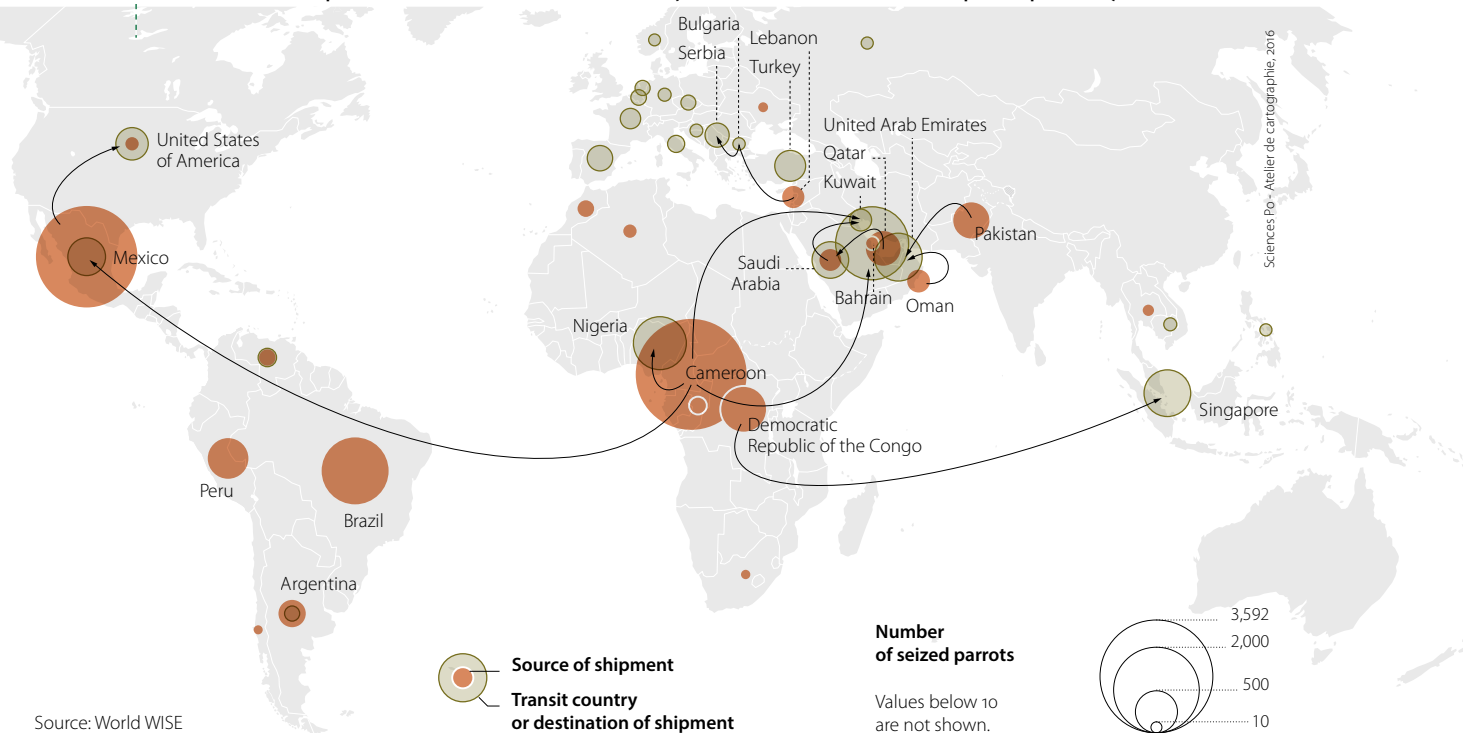 Bulgaria
Lebanon
Serbia
Turkey
United Arab Emirates
Qatar
Kuwait
United States
of America
Mexico
Pakistan
Saudi
Arabia
Bahrain
Oman
Nigeria
Cameroon
Democratic
Republic of the Congo
Singapore
Peru
Brazil
Argentina
Sciences Po - Atelier de cartographie, 2016
Source of shipment
Transit country
or destination of shipment
Number
of seized parrots
Values below 10
are not shown.
3,592
2,000
500
10
Source: World WISE